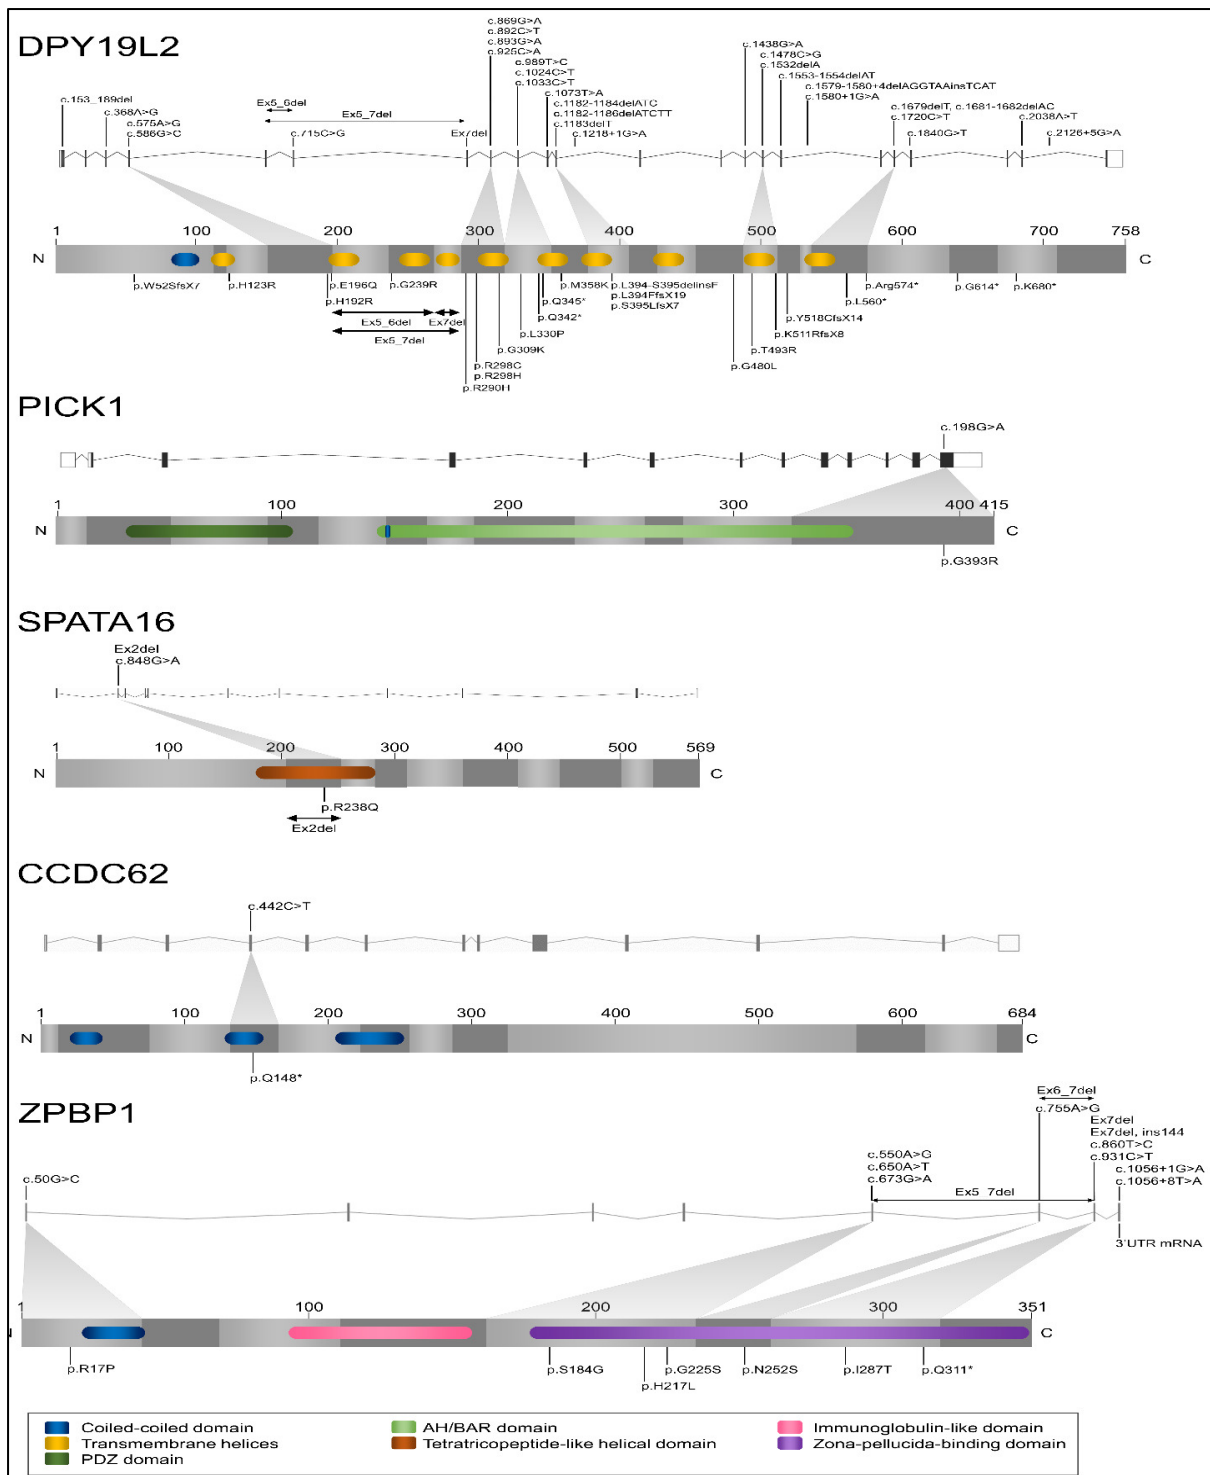 DPY19L2
c.869G>A
c.892C>T
c.893G>A
c.925C>A
c.989T>C
c.1024C>T
c.1033C>T
c.1073T>A
c.1182-1184delATC
c.1182-1186delATCTT
c.1183delT
c.1218+1G>A
c.1438G>A
c.1478C>G
c.1532delA
c.1553-1554delAT
c.1579-1580+4delAGGTAAinsTCAT
c.1580+1G>A
c.1679delT, c.1681-1682delAC
c.1720C>T
c.1840G>T
c.2038A>T
c.2126+5G>A
c.153_189del
c.368A>G
c.575A>G
c.586G>C
Ex5_6del
Ex5_7del
c.715C>G
Ex7del
1 100 200 300 400 500 600 700 758
N C
p.W52SfsX7
p.H123R
p.E196Q
p.H192R
p.G239R
Ex5_6del Ex7del
Ex5_7del
p.R290H
p.R298C
p.R298H
p.G309K
p.L330P
p.Q342*
p.Q345*
p.M358K
p.L394-S395delinsF
p.L394FfsX19
p.S395LfsX7
p.G480L
p.T493R
p.K511RfsX8
p.Y518CfsX14
p.L560*
p.Arg574*
p.G614*
p.K680*
PICK1
c.198G>A
1 100 200 300 400 415
N C
p.G393R
SPATA16
Ex2del
c.848G>A
1 100 200 300 400 500 569
N C
p.R238Q
Ex2del
CCDC62
c.442C>T
1 100 200 300 400 500 600 684
N C
p.Q148*
ZPBP1
Ex6_7del
c.755A>G
Ex7del
Ex7del, ins144
c.860T>C
c.931C>T
c.1056+1G>A
c.1056+8T>A
c.550A>G
c.650A>T
c.673G>A
c.50G>C
Ex5_7del
3'UTR mRNA
1 100 200 300 351
N C
p.R17P
p.S184G
p.H217L
p.G225S
p.N252S
p.I287T
p.Q311*
Coiled-coiled domain
Transmembrane helices
PDZ domain
AH/BAR domain
Tetratricopeptide-like helical domain
Immunoglobulin-like domain
Zona-pellucida-binding domain